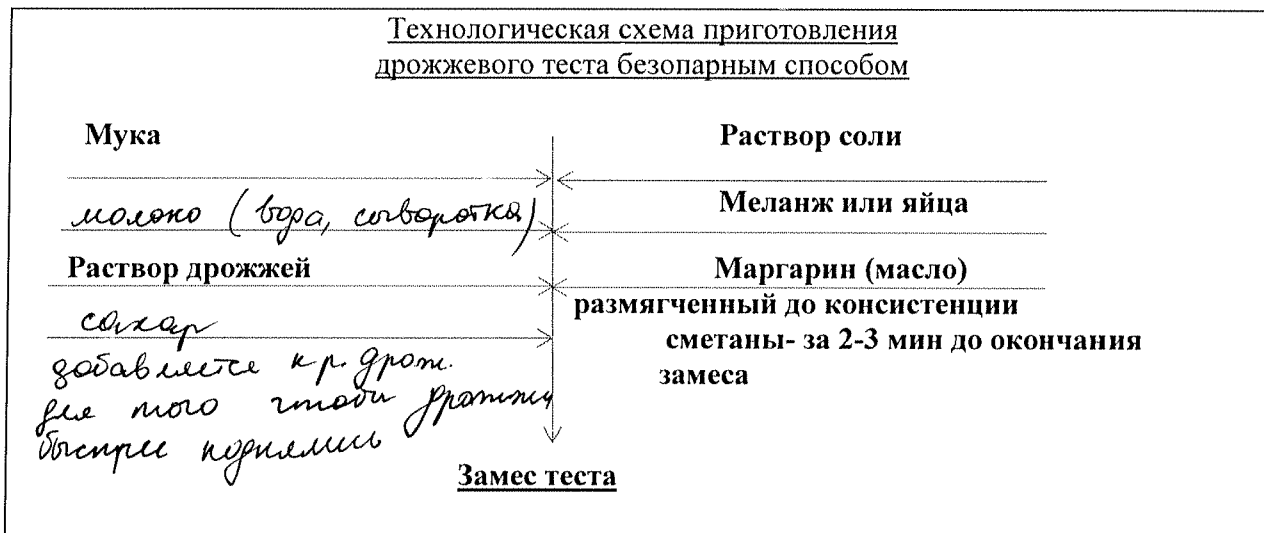 Технологическая схема приготовления
дрожжевого теста безопарным способом
Мука
Раствор соли
молоко (вода, сыворотка)
Меланж или яйца
Раствор дрожжей
Маргарин (масло)
размягченный до консистенции
сметаны- за 2-3 мин до окончания
замеса
сахар
добавляется к р. дрож.
для того чтобы дрожжи
быстрее поднялись
Замес теста